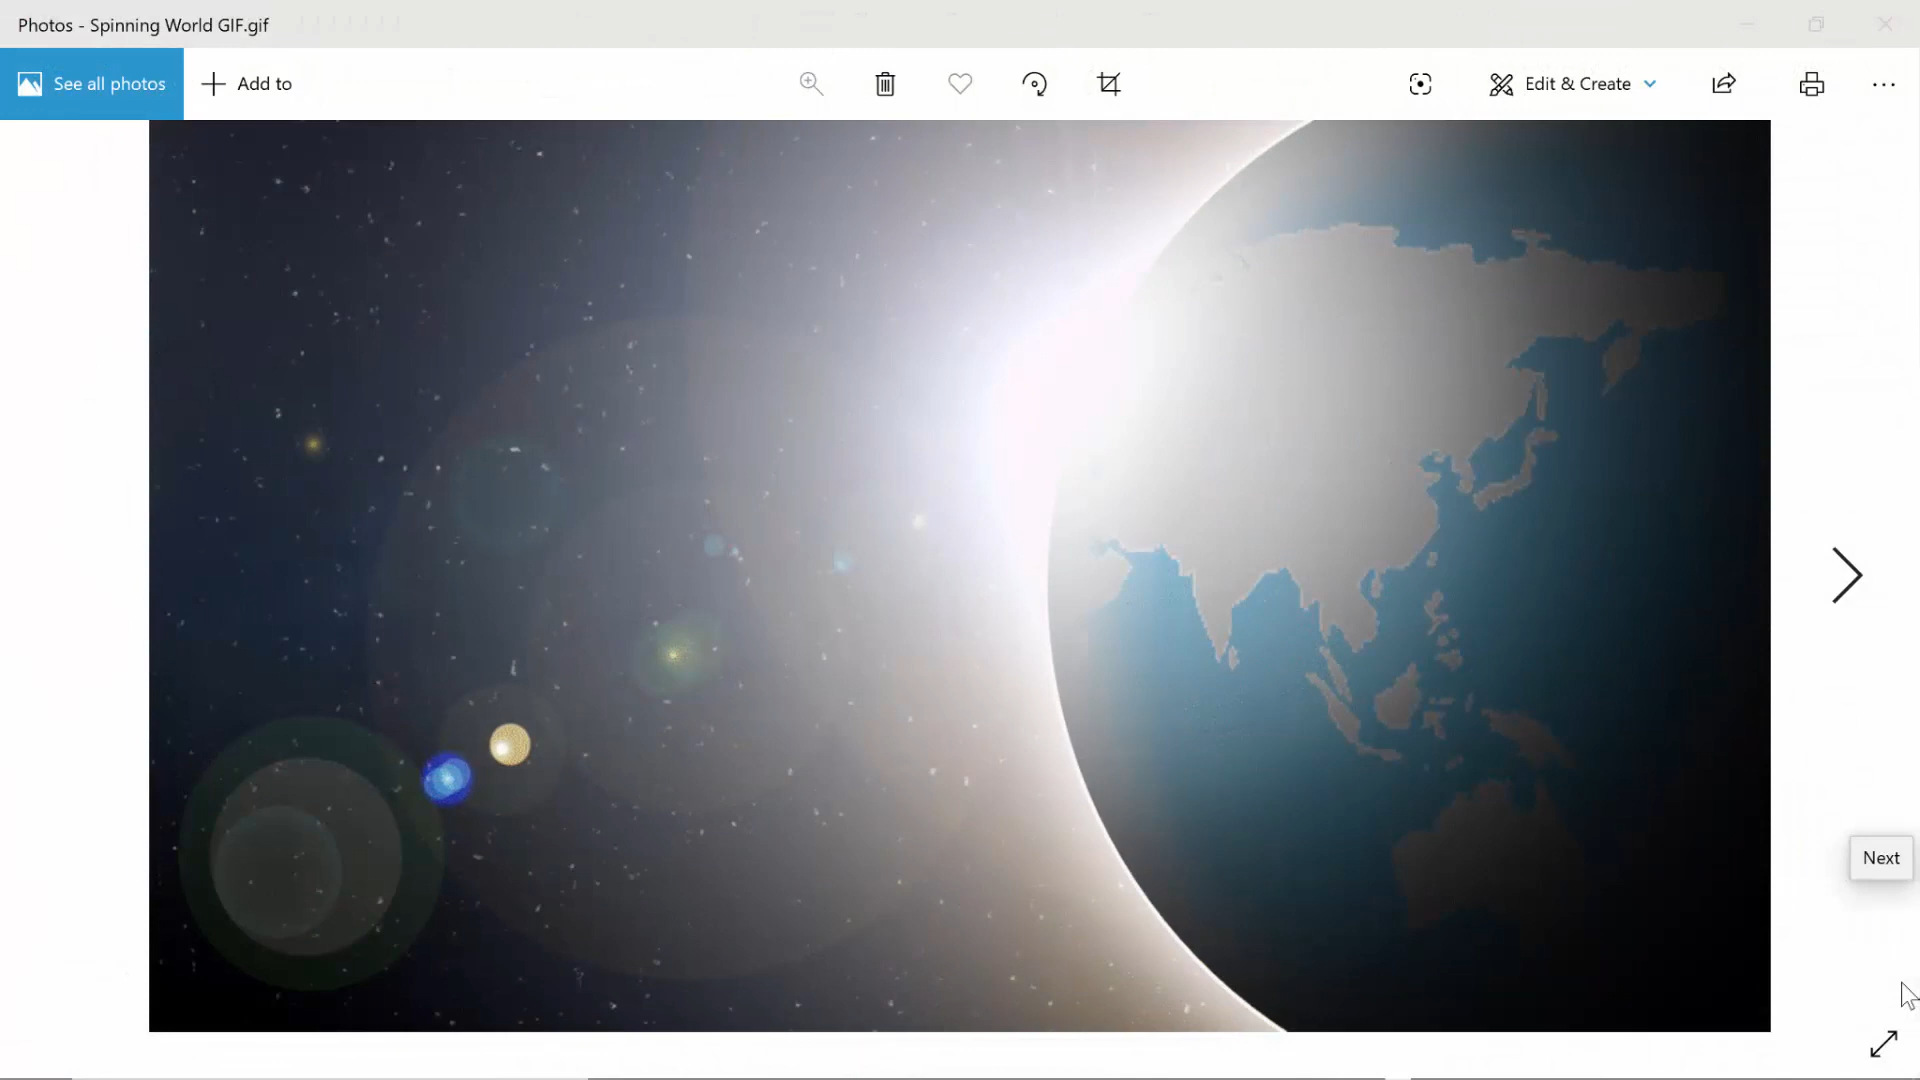 Photos - Spinning World GIF.gif
See all photos
Add to
Edit & Create
Next